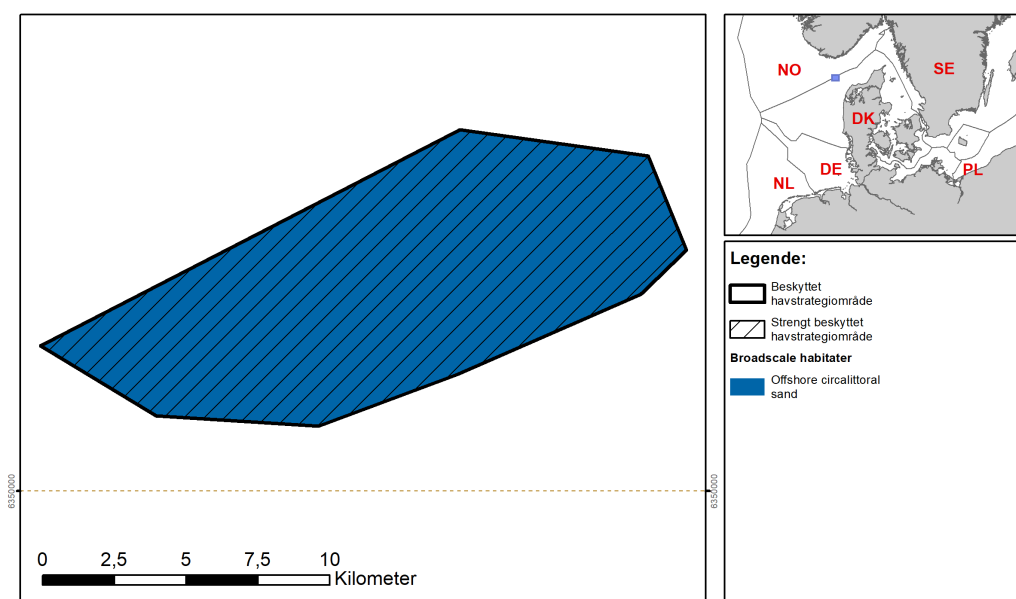 NO
SE
DK
DE
NL
PL
Legende:
Beskyttet
havstrategiområde
Strengt beskyttet
havstrategiområde
Broadscale habitater
Offshore circalittoral
sand
6350000
6350000
0 2,5 5 7,5 10
Kilometer